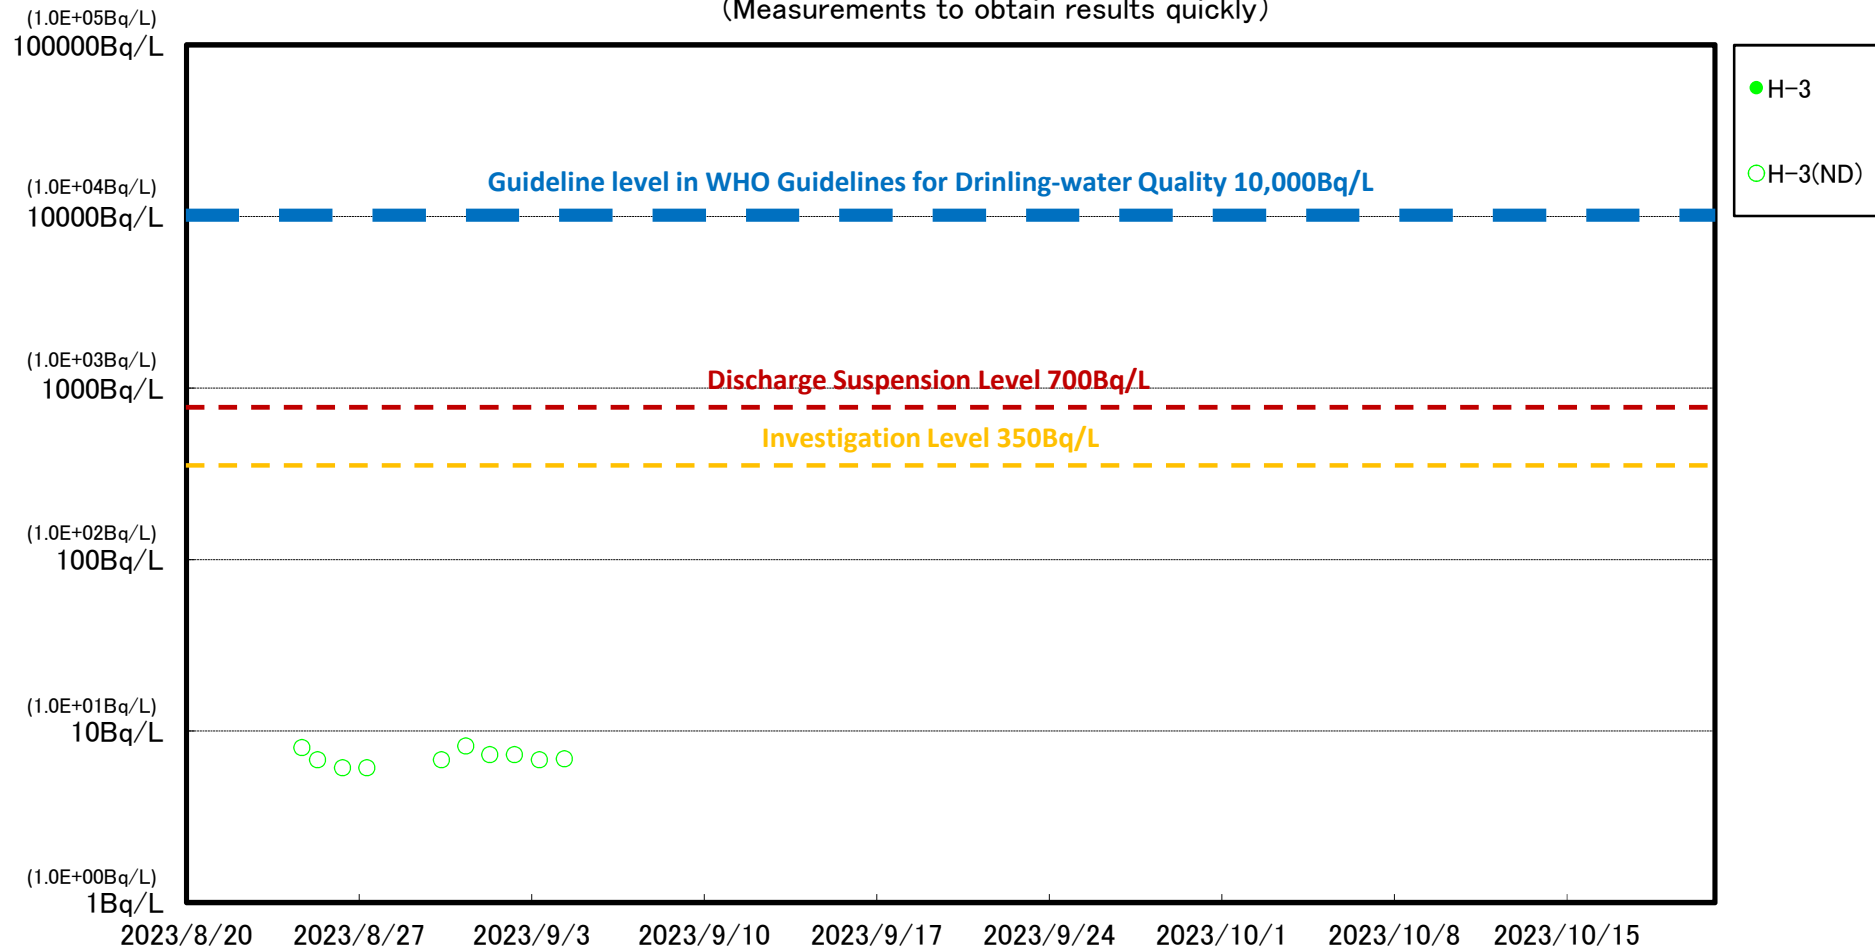 (Measurements to obtain results quickly)
(1.0E+05Bq/L)
100000Bq/L
H-3
H-3(ND)
(1.0E+04Bq/L)
10000Bq/L
Guideline level in WHO Guidelines for Drinling-water Quality 10,000Bq/L
(1.0E+03Bq/L)
1000Bq/L
Discharge Suspension Level 700Bq/L
Investigation Level 350Bq/L
(1.0E+02Bq/L)
100Bq/L
(1.0E+01Bq/L)
10Bq/L
(1.0E+00Bq/L)
1Bq/L
2023/8/20 2023/8/27 2023/9/3 2023/9/10 2023/9/17 2023/9/24 2023/10/1 2023/10/8 2023/10/15